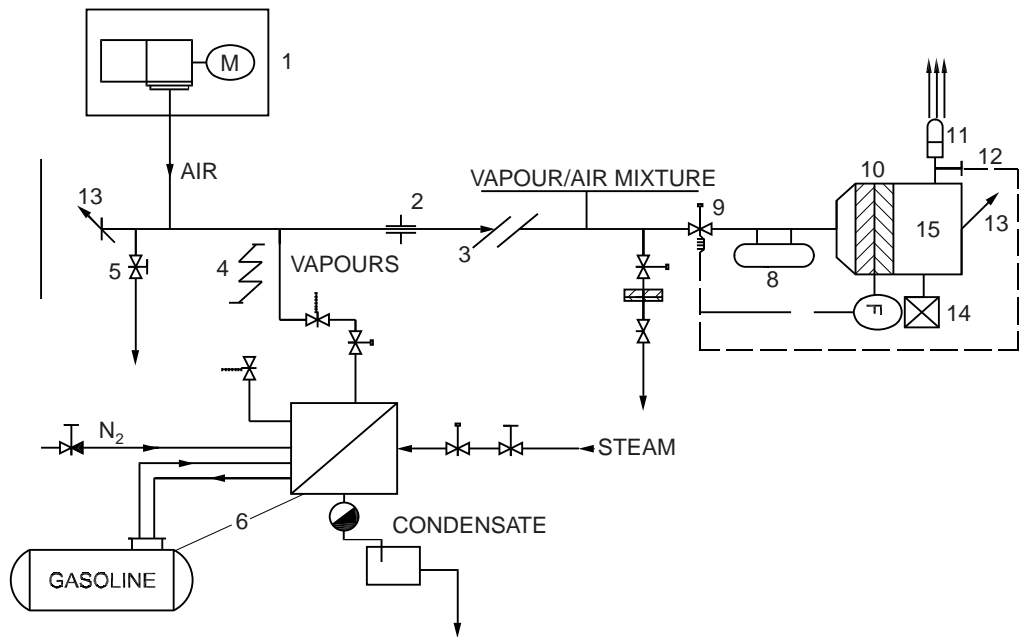 1
M
AIR
11
12
VAPOUR/AIR MIXTURE
10
13
2
9
3
15
13
5
4
VAPOURS
8
F
14
N2
STEAM
6
CONDENSATE
GASOLINE